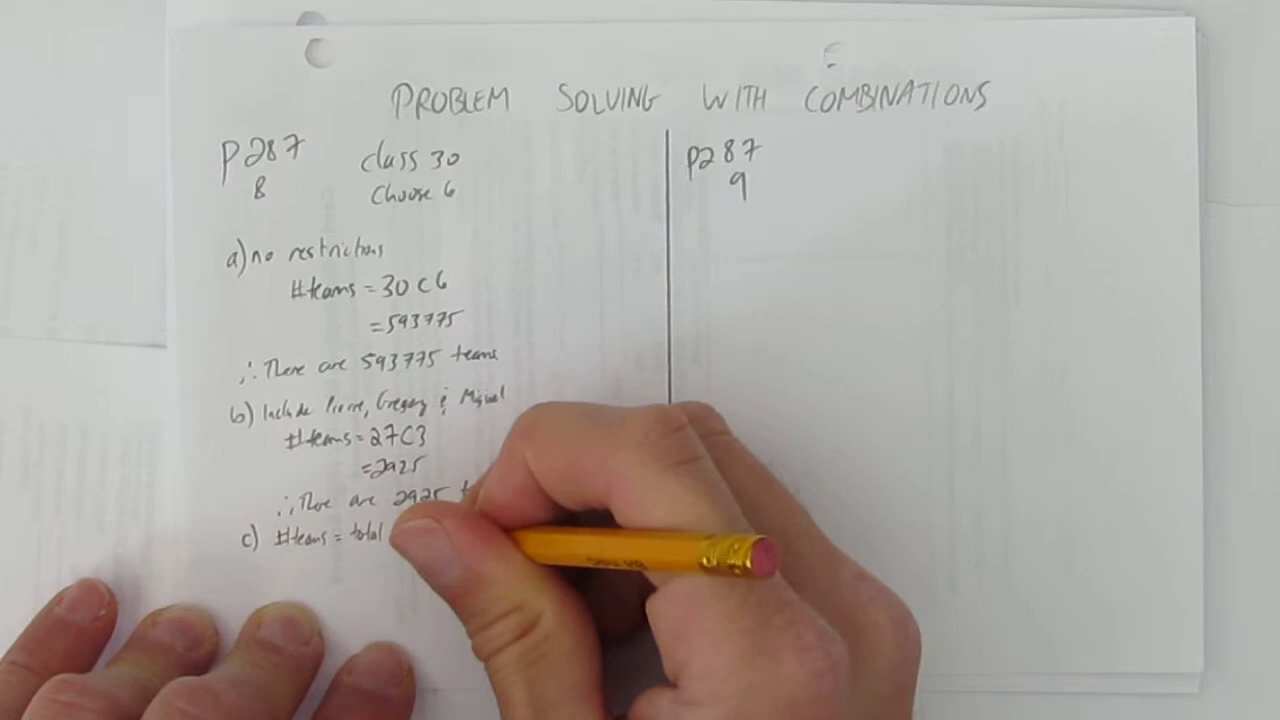 PROBLEM SOLVING WITH COMBINATIONS
P287
8
class 30
Choose 6
a) no restrictions
#teams = 30C6
= 593775
∴ There are 593775 teams
b) Include Pierre, Gregory & Miguel
#teams = 27C3
= 2925
∴ There are 2925 t
c) #teams = total
P287
9